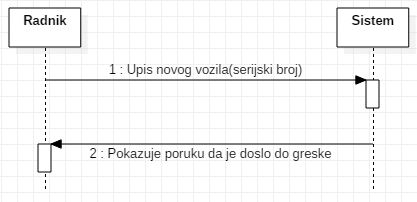 Radnik
Sistem
1 : Upis novog vozila(serijski broj)
2 : Pokazuje poruku da je doslo do greske